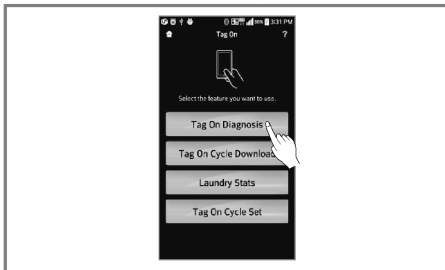 3:31 PM
Tag On
?
Select the feature you want to use.
Tag On Diagnosis
Tag On Cycle Download
Laundry Stats
Tag On Cycle Set